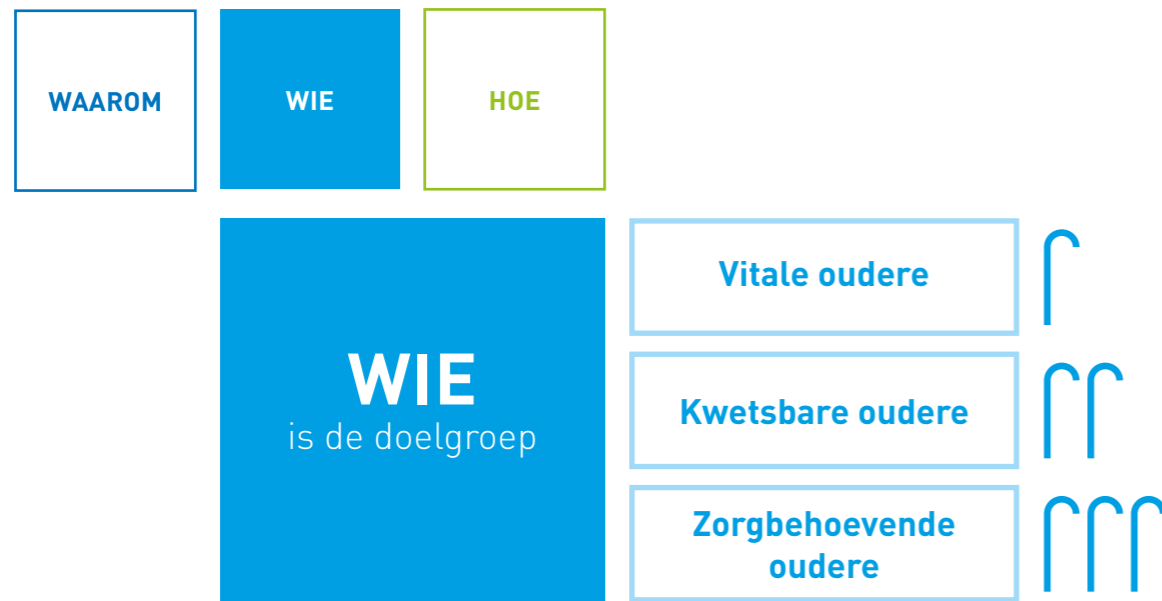 WAAROM
WIE
HOE
WIE
is de doelgroep
Vitale oudere
Kwetsbare oudere
Zorgbehoevende
oudere